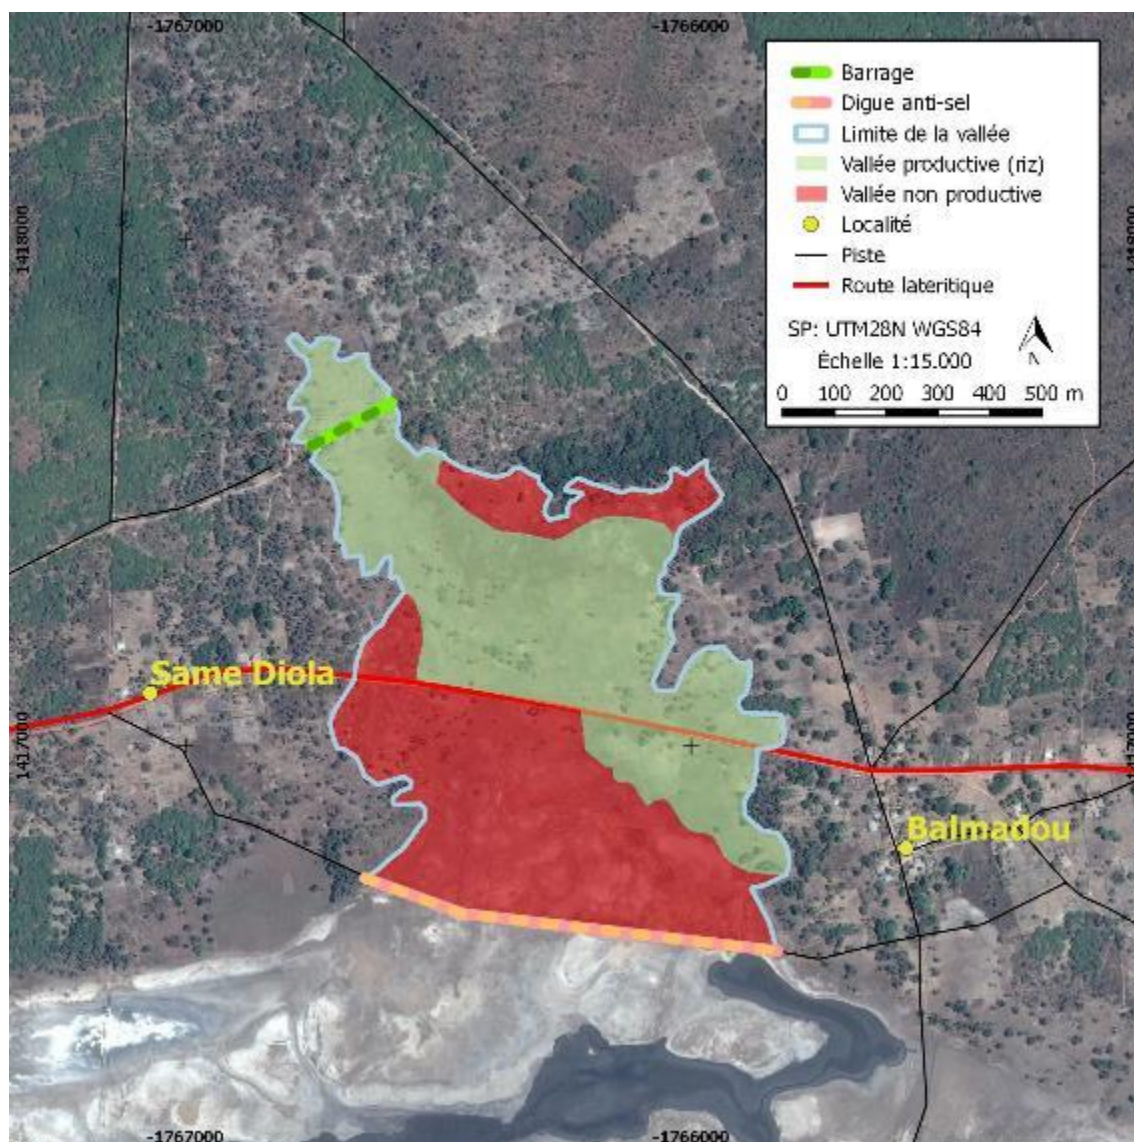 -1767000
-1766000
Barrage
Digue anti-sel
Limite de la vallée
Vallée productive (riz)
Vallée non productive
Localité
Piste
Route lateritique
SP: UTM28N WGS84
Échelle 1:15.000
N
0 100 200 300 400 500 m
1418000
1418000
Same Diola
1417000
1417000
Balmadou
-1767000
-1766000